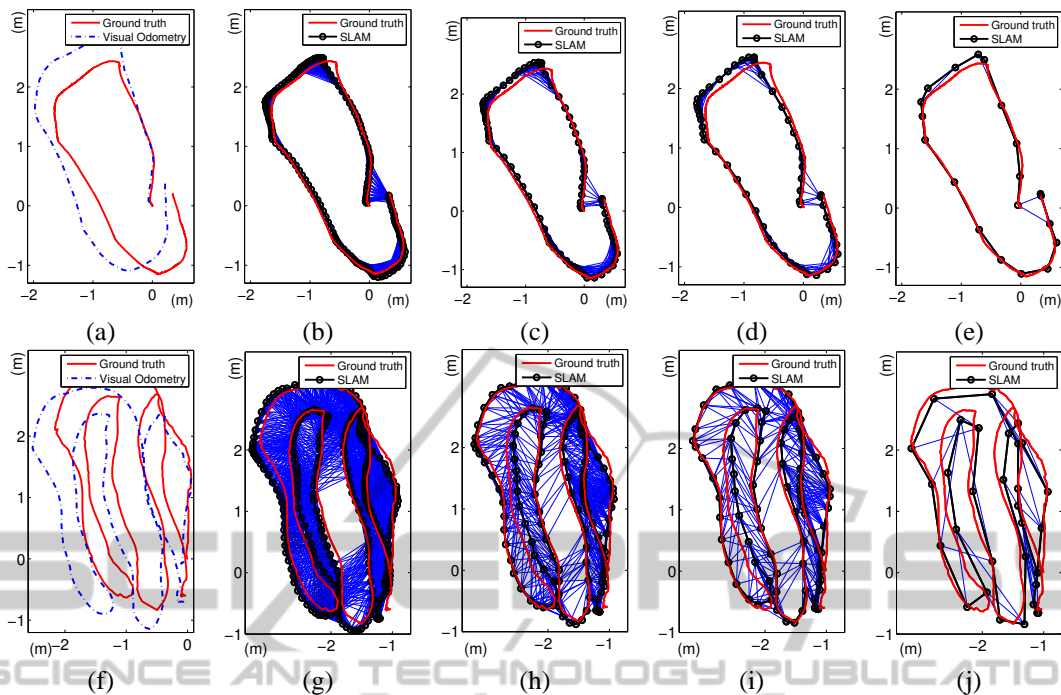 (m)
Ground truth
Visual Odometry
2
1
0
−1
−2 −1 0 (m)
(a)
(m)
Ground truth
SLAM
2
1
0
−1
−2 −1 0 (m)
(b)
(m)
Ground truth
SLAM
2
1
0
−1
−2 −1 0 (m)
(c)
(m)
Ground truth
SLAM
2
1
0
−1
−2 −1 0 (m)
(d)
(m)
Ground truth
SLAM
2
1
0
−1
−2 −1 0 (m)
(e)
(m)
Ground truth
Visual Odometry
2
1
0
−1
(m) −2 −1 0
(f)
(m)
Ground truth
SLAM
2
1
0
−1
(m) −2 −1
(g)
(m)
Ground truth
SLAM
2
1
0
−1
(m) −2 −1
(h)
(m)
Ground truth
SLAM
2
1
0
−1
(m) −2 −1
(i)
(m)
Ground truth
SLAM
2
1
0
−1
(m) −2 −1
(j)
SCIENCE AND TECHNOLOGY PUBLICATIO